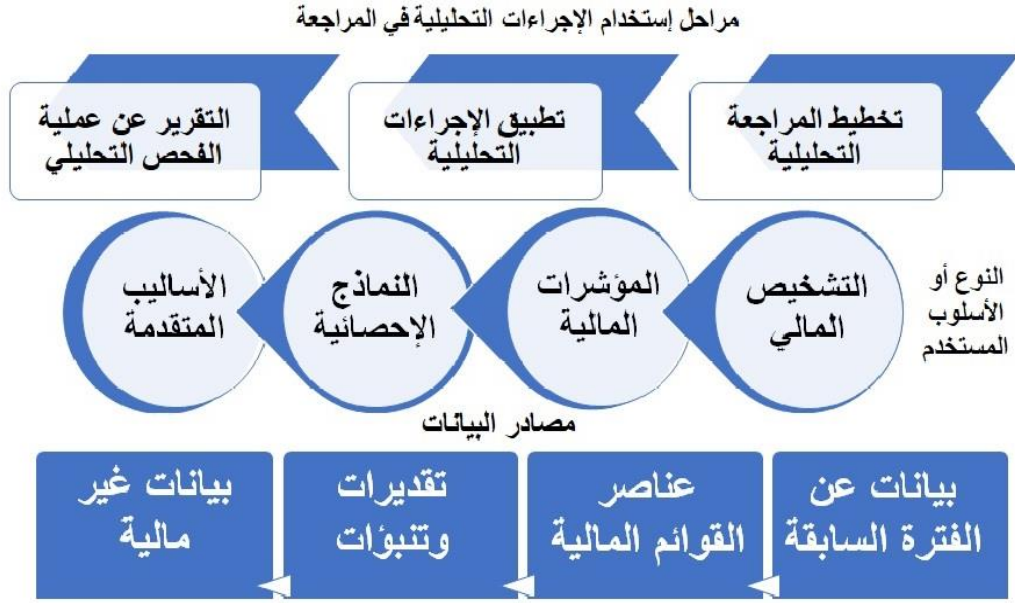 مراحل إستخدام الإجراءات التحليلية في المراجعة
تخطيط المراجعة
التحليلية
تطبيق الإجراءات
التحليلية
التقرير عن عملية
الفحص التحليلي
النوع أو
الأسلوب
المستخدم
التشخيص
المالي
المؤشرات
المالية
النماذج
الإحصائية
الأساليب
المتقدمة
مصادر البيانات
بيانات عن
الفترة السابقة
عناصر
القوائم المالية
تقديرات
وتنبؤات
بيانات غير
مالية